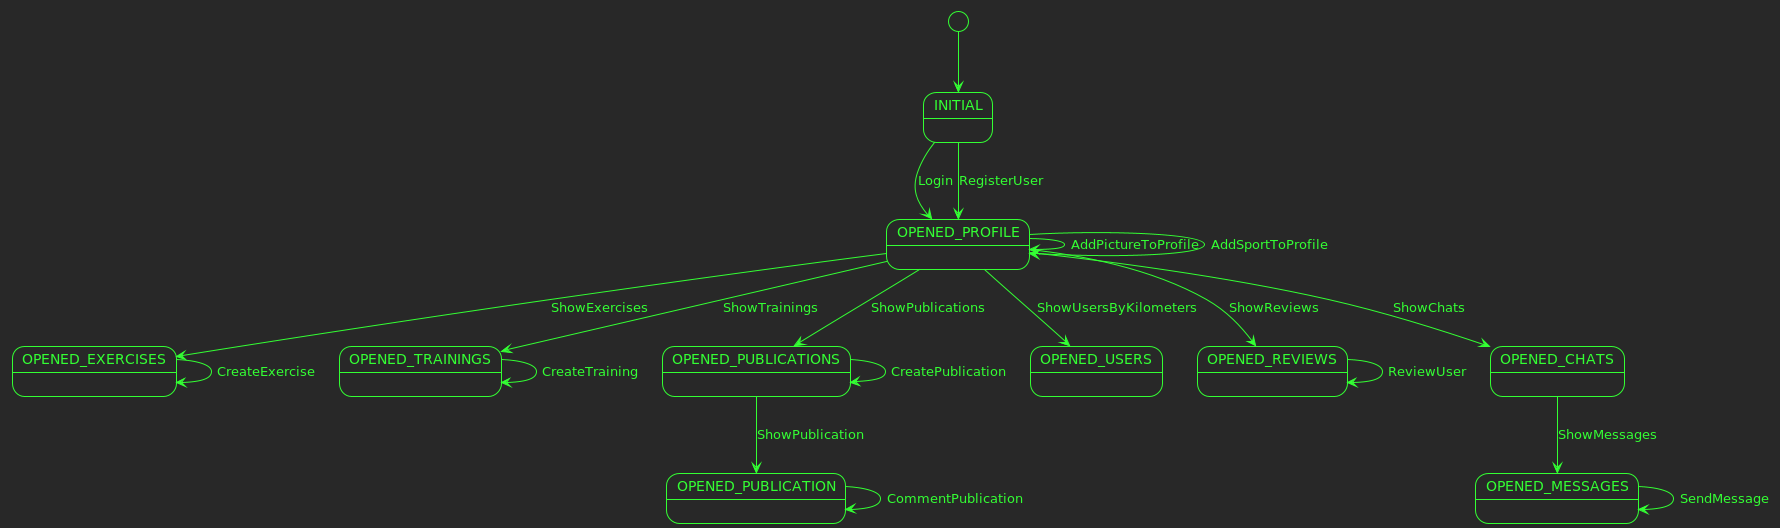 INITIAL
Login
RegisterUser
OPENED_PROFILE
AddPictureToProfile
AddSportToProfile
ShowExercises
ShowTrainings
ShowPublications
ShowUsersByKilometers
ShowReviews
ShowChats
OPENED_EXERCISES
CreateExercise
OPENED_TRAININGS
CreateTraining
OPENED_PUBLICATIONS
CreatePublication
OPENED_USERS
OPENED_REVIEWS
ReviewUser
OPENED_CHATS
ShowPublication
ShowMessages
OPENED_PUBLICATION
CommentPublication
OPENED_MESSAGES
SendMessage